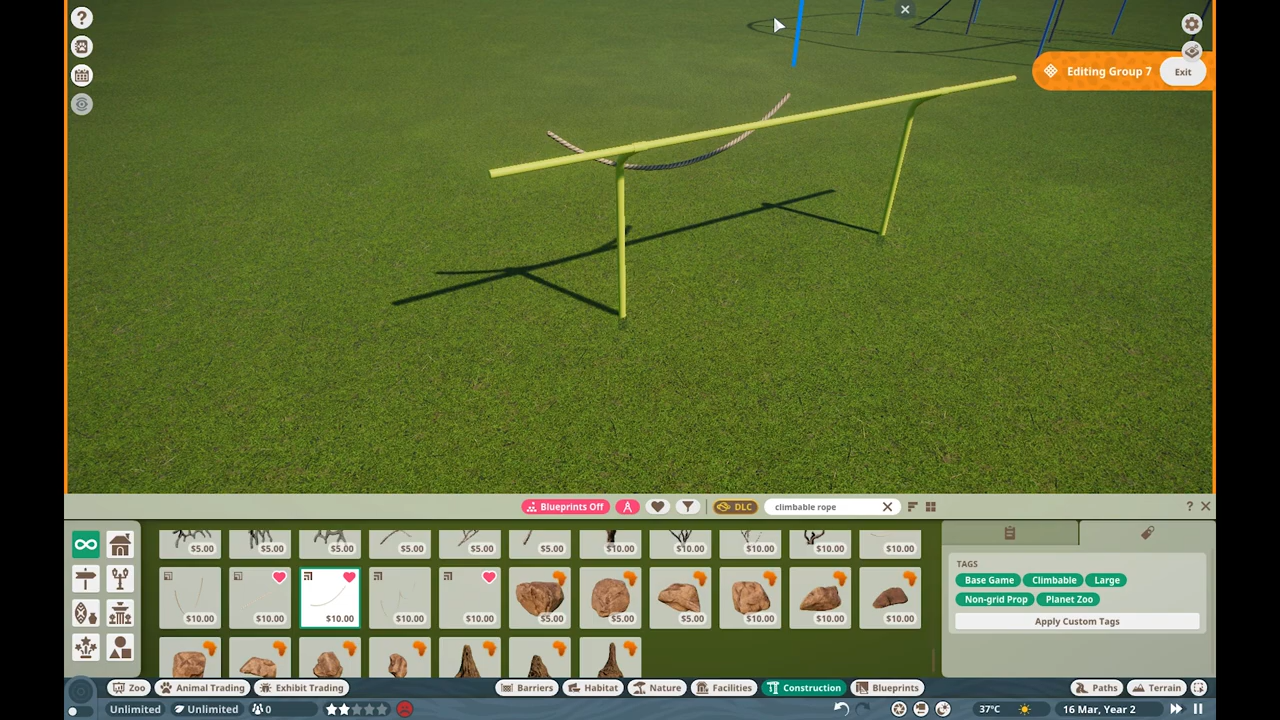 ?
×
Editing Group 7
Exit
Blueprints Off
DLC
climbable rope
×
?
×
$5.00
$5.00
$5.00
$5.00
$5.00
$5.00
$10.00
$10.00
$10.00
$10.00
$10.00
$10.00
$10.00
$10.00
$10.00
$10.00
$5.00
$5.00
$5.00
$10.00
$10.00
$10.00
TAGS
Base Game
Climbable
Large
Non-grid Prop
Planet Zoo
Apply Custom Tags
Zoo
Animal Trading
Exhibit Trading
Barriers
Habitat
Nature
Facilities
Construction
Blueprints
Paths
Terrain
Unlimited
Unlimited
0
37°C
16 Mar, Year 2